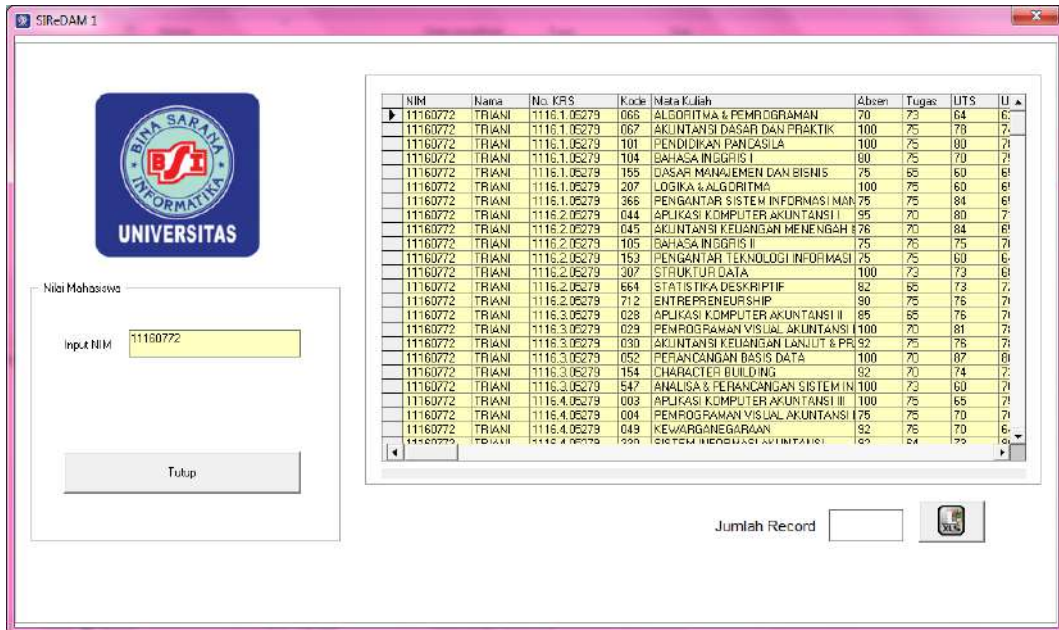 SIReDAM 1
BINA SARANA INFORMATIKA
BSI
UNIVERSITAS
Nilai Mahasiswa
Input NIM 11160772
Tutup
NIM Nama No. KRS Kode Mata Kuliah Absen Tugas UTS
11160772 TRIANI 1116.1.05279 066 ALGORITMA & PEMROGRAMAN 70 73 64
11160772 TRIANI 1116.1.05279 067 AKUNTANSI DASAR DAN PRAKTIK 100 75 78
11160772 TRIANI 1116.1.05279 101 PENDIDIKAN PANCASILA 100 75 80
11160772 TRIANI 1116.1.05279 104 BAHASA INGGRIS I 80 75 70
11160772 TRIANI 1116.1.05279 155 DASAR MANAJEMEN DAN BISNIS 75 65 60
11160772 TRIANI 1116.1.05279 207 LOGIKA & ALGORITMA 100 75 60
11160772 TRIANI 1116.1.05279 366 PENGANTAR SISTEM INFORMASI MAN 75 75 84
11160772 TRIANI 1116.2.05279 044 APLIKASI KOMPUTER AKUNTANSI I 95 70 80
11160772 TRIANI 1116.2.05279 045 AKUNTANSI KEUANGAN MENENGAH 76 70 84
11160772 TRIANI 1116.2.05279 105 BAHASA INGGRIS II 75 76 75
11160772 TRIANI 1116.2.05279 153 PENGANTAR TEKNOLOGI INFORMASI 75 75 60
11160772 TRIANI 1116.2.05279 307 STRUKTUR DATA 100 73 73
11160772 TRIANI 1116.2.05279 664 STATISTIKA DESKRIPTIF 82 65 73
11160772 TRIANI 1116.2.05279 712 ENTREPRENEURSHIP 90 75 76
11160772 TRIANI 1116.3.05279 028 APLIKASI KOMPUTER AKUNTANSI II 85 65 76
11160772 TRIANI 1116.3.05279 029 PEMROGRAMAN VISUAL AKUNTANSI I 100 70 81
11160772 TRIANI 1116.3.05279 030 AKUNTANSI KEUANGAN LANJUT & PR 92 75 76
11160772 TRIANI 1116.3.05279 052 PERANCANGAN BASIS DATA 100 70 87
11160772 TRIANI 1116.3.05279 154 CHARACTER BUILDING 92 70 74
11160772 TRIANI 1116.3.05279 547 ANALISA & PERANCANGAN SISTEM IN 100 73 60
11160772 TRIANI 1116.4.05279 003 APLIKASI KOMPUTER AKUNTANSI III 100 75 65
11160772 TRIANI 1116.4.05279 004 PEMROGRAMAN VISUAL AKUNTANSI I 75 75 70
11160772 TRIANI 1116.4.05279 049 KEWARGANEGARAAN 92 76 70
11160772 TRIANI 1116.4.05279 SISTEM INFORMASI AKUNTANSI
Jumlah Record
XLS